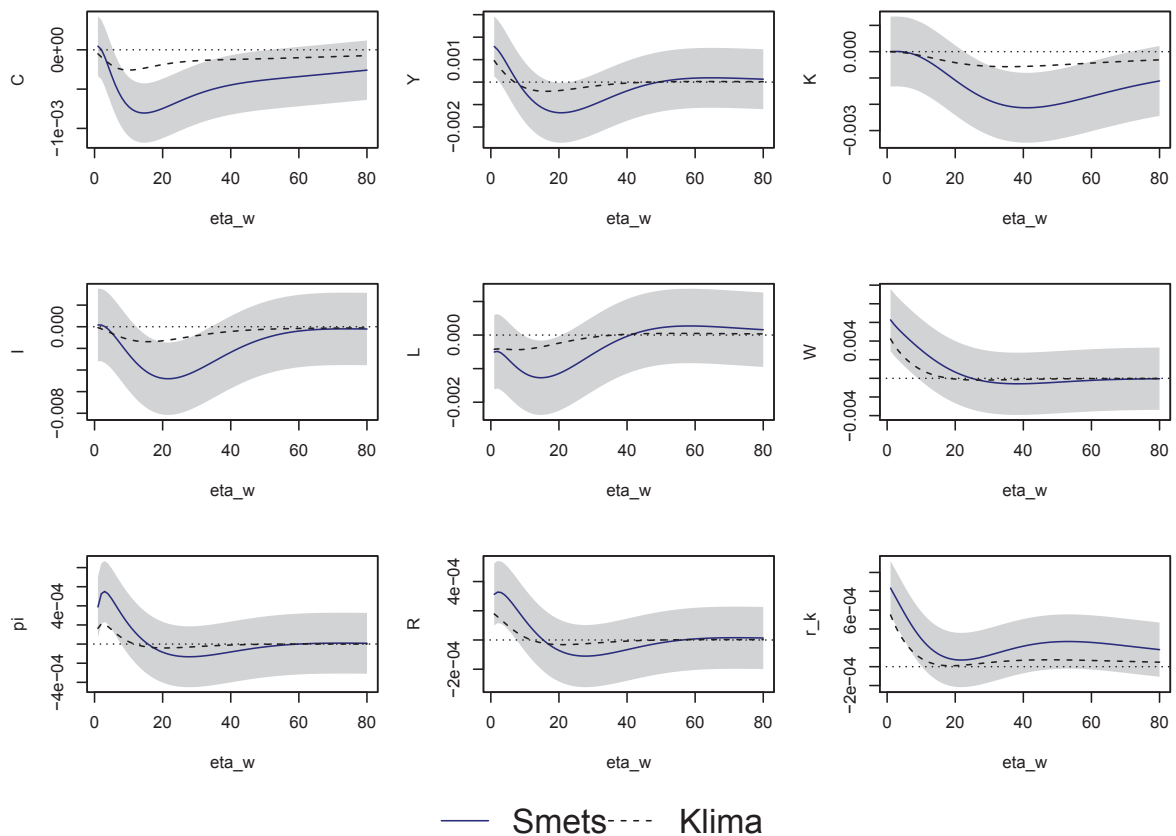 C
0e+00
-1e-03
0 20 40 60 80
eta_w
Y
0.001
-0.002
0 20 40 60 80
eta_w
K
0.000
-0.003
0 20 40 60 80
eta_w
I
0.000
-0.008
0 20 40 60 80
eta_w
L
0.000
-0.002
0 20 40 60 80
eta_w
W
0.004
-0.004
0 20 40 60 80
eta_w
pi
4e-04
-4e-04
0 20 40 60 80
eta_w
R
4e-04
-2e-04
0 20 40 60 80
eta_w
r_k
6e-04
-2e-04
0 20 40 60 80
eta_w
Smets Klima